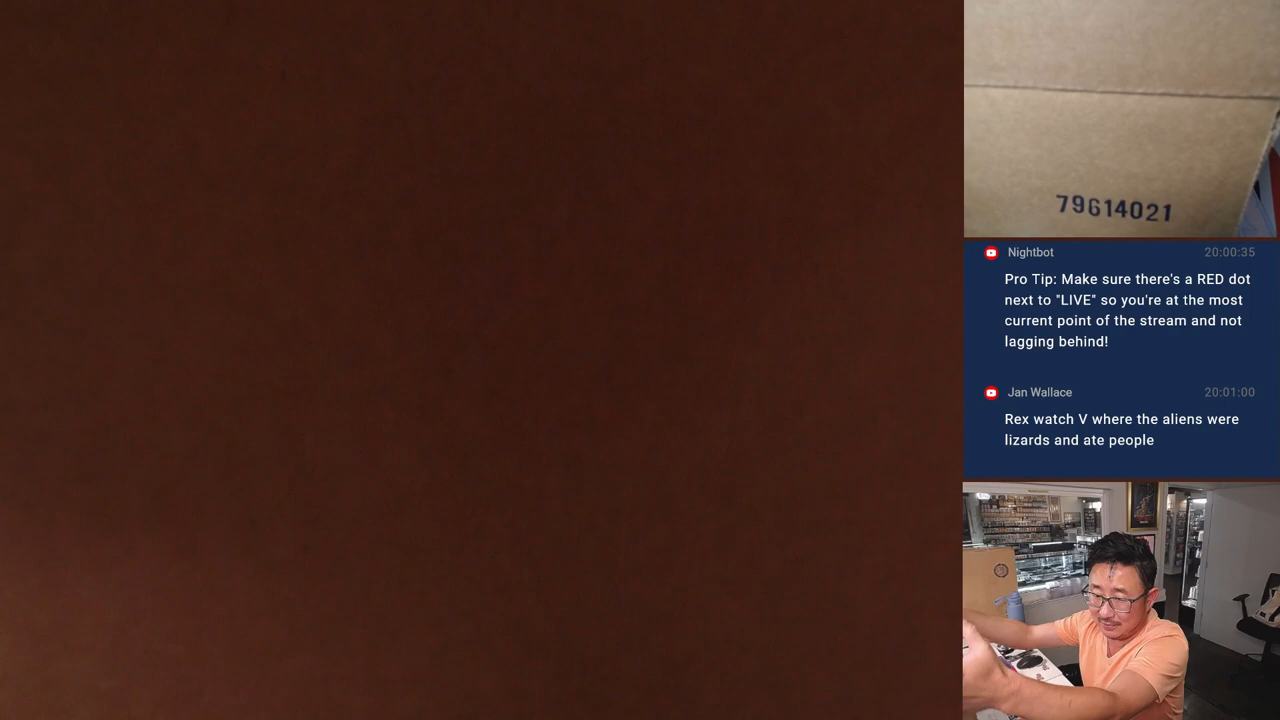 79614021
Nightbot 20:00:35
Pro Tip: Make sure there's a RED dot
next to "LIVE" so you're at the most
current point of the stream and not
lagging behind!
Jan Wallace 20:01:00
Rex watch V where the aliens were
lizards and ate people